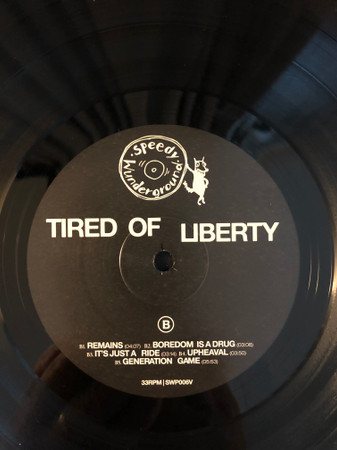 Speedy
Wunderground
TIRED OF LIBERTY
B
B1. REMAINS (04:07) B2. BOREDOM IS A DRUG (03:06)
B3. IT'S JUST A RIDE (03:14) B4. UPHEAVAL (03:50)
B5. GENERATION GAME (05:53)
33RPM | SWP006V